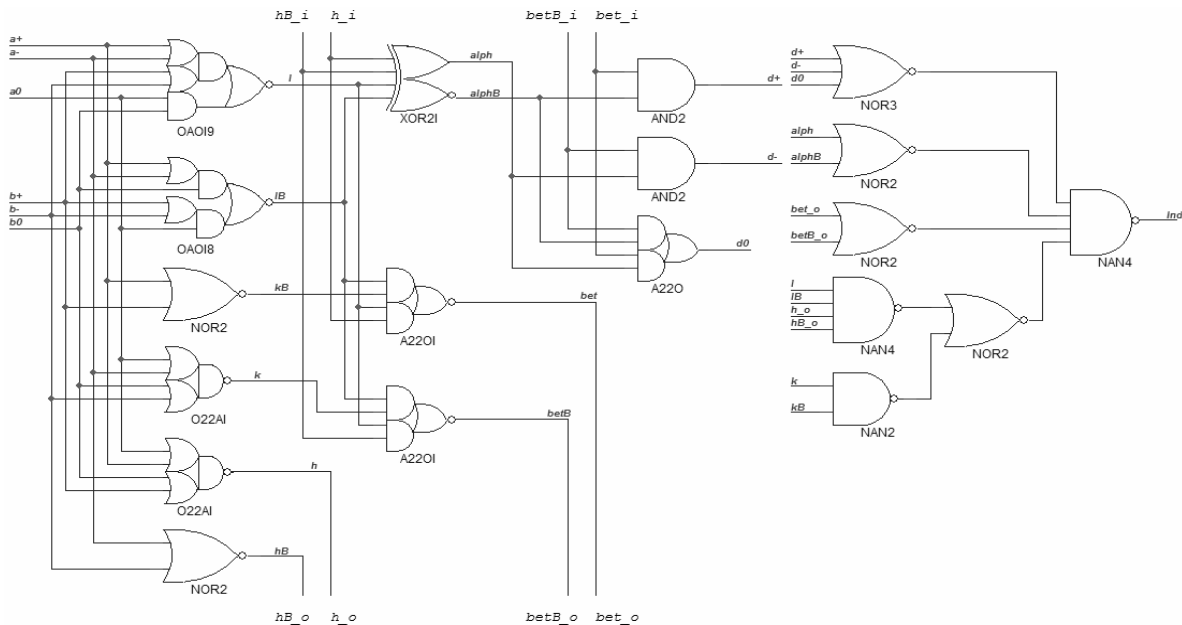 hB_i h_i betB_i bet_i
a+
a-
a0
OAOI9
l
XOR2I
alph
alphB
AND2
d+
d+
d-
d0
NOR3
b+
b-
b0
OAOI8
lB
AND2
d-
alph
alphB
NOR2
A22O
d0
bet_o
betB_o
NOR2
NAN4
Ind
NOR2
kB
A22OI
bet
l
lB
h_o
hB_o
NAN4
NOR2
O22AI
k
A22OI
betB
k
kB
NAN2
O22AI
h
NOR2
hB
hB_o h_o betB_o bet_o